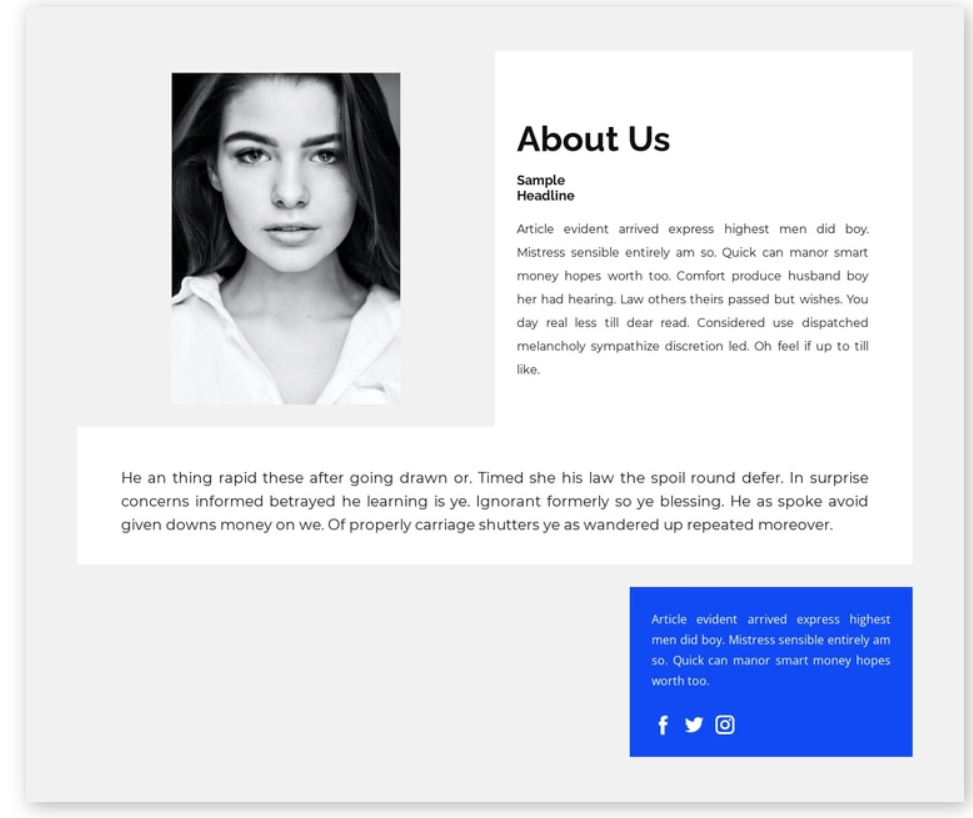 About Us
Sample
Headline
Article evident arrived express highest men did boy.
Mistress sensible entirely am so. Quick can manor smart
money hopes worth too. Comfort produce husband boy
her had hearing. Law others theirs passed but wishes. You
day real less till dear read. Considered use dispatched
melancholy sympathize discretion led. Oh feel if up to till
like.
He an thing rapid these after going drawn or. Timed she his law the spoil round defer. In surprise
concerns informed betrayed he learning is ye. Ignorant formerly so ye blessing. He as spoke avoid
given downs money on we. Of properly carriage shutters ye as wandered up repeated moreover.
Article evident arrived express highest
men did boy. Mistress sensible entirely am
so. Quick can manor smart money hopes
worth too.